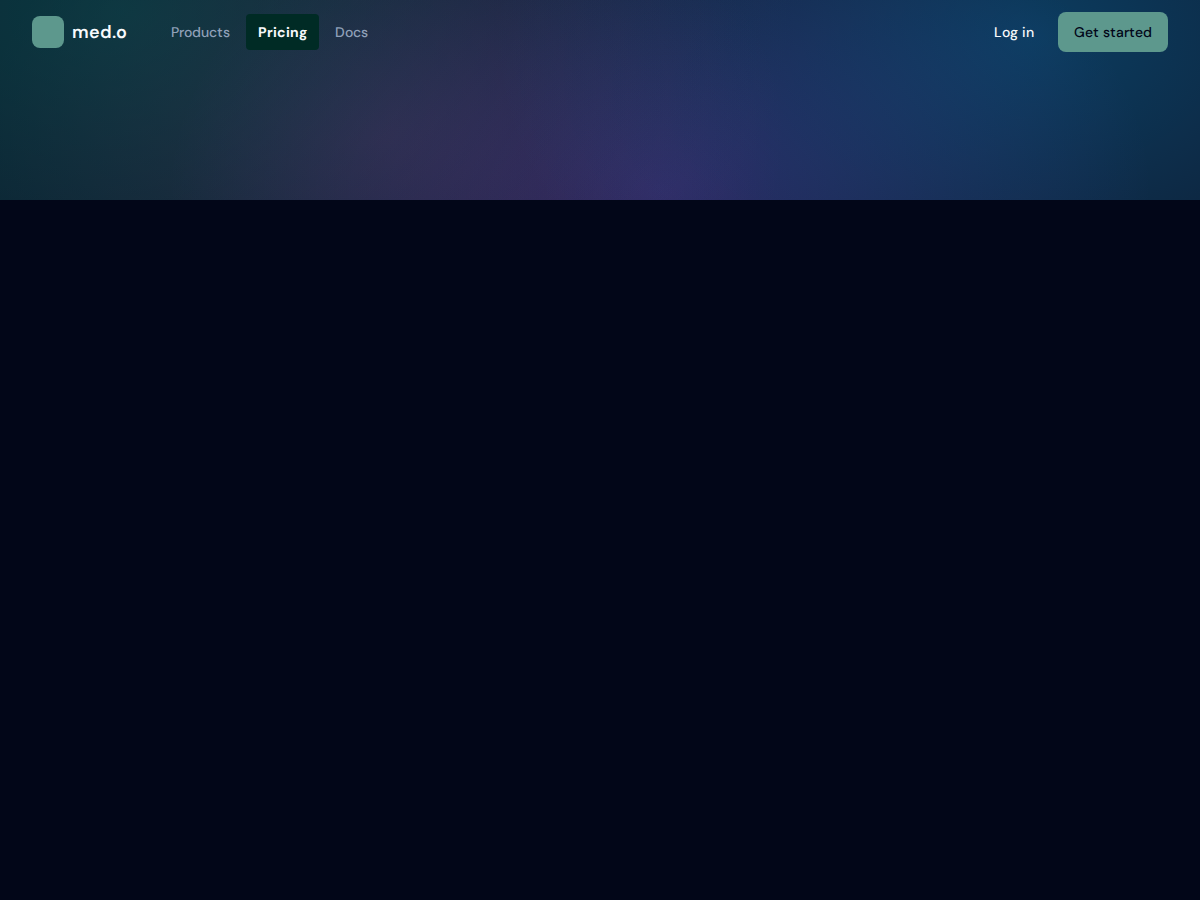 med.o
Products
Pricing
Docs
Log in
Get started